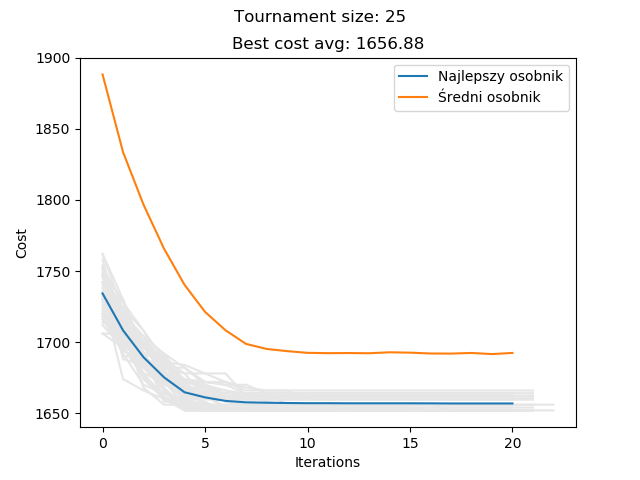 Tournament size: 25
Best cost avg: 1656.88
1900
1850
1800
1750
1700
1650
Cost
Najlepszy osobnik
Średni osobnik
0
5
10
15
20
Iterations